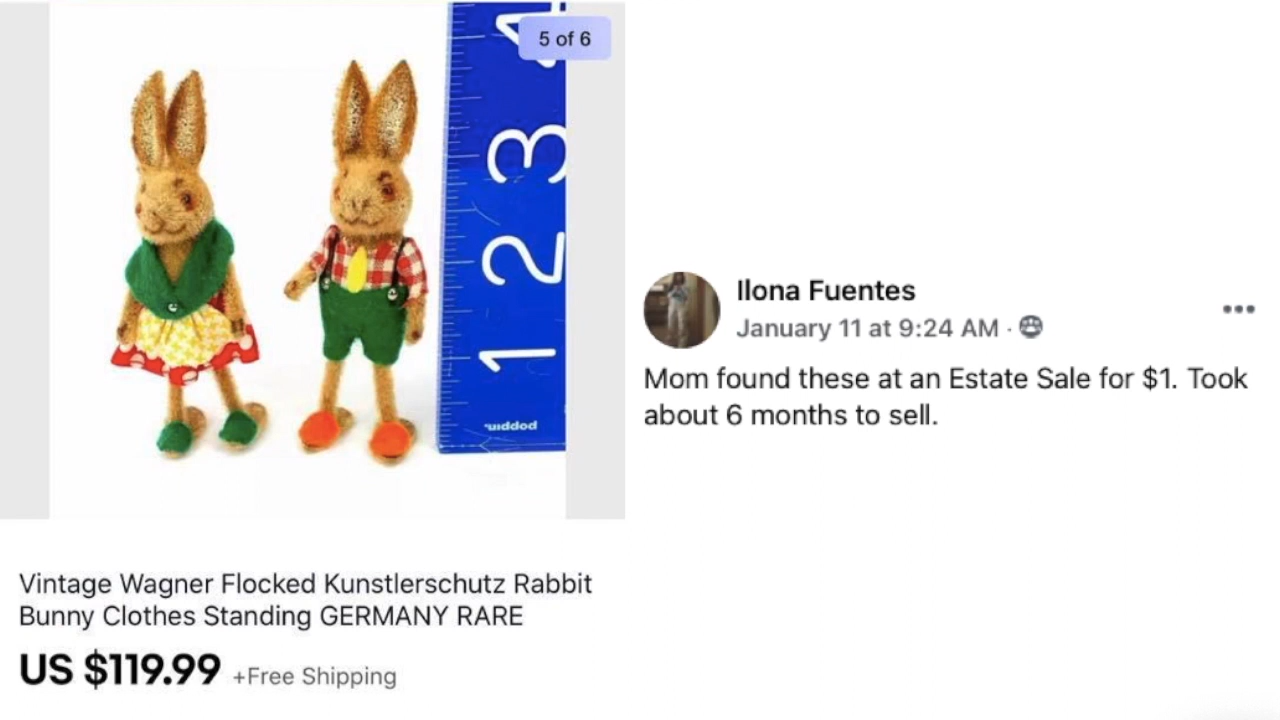 5 of 6
4
3
2
1
poppin.
Vintage Wagner Flocked Kunstlerschutz Rabbit
Bunny Clothes Standing GERMANY RARE
US $119.99 +Free Shipping
Ilona Fuentes
January 11 at 9:24 AM ·
Mom found these at an Estate Sale for $1. Took
about 6 months to sell.